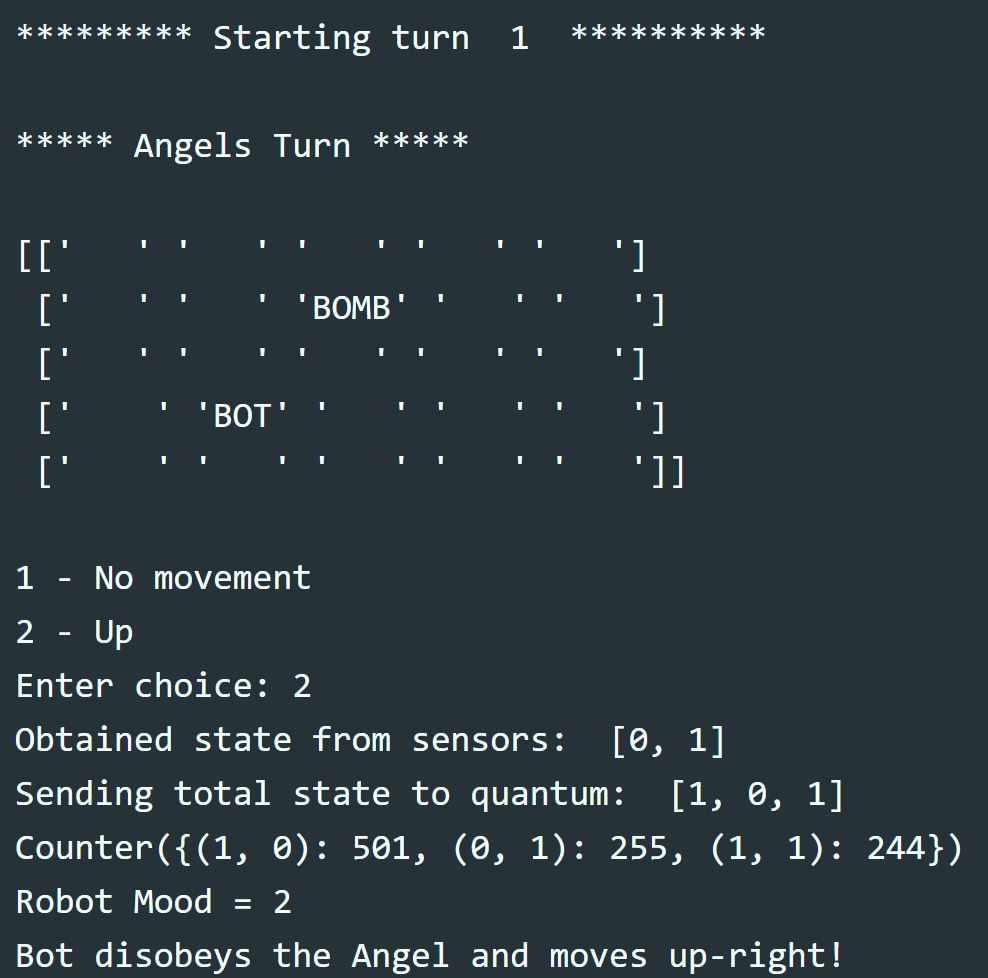 ********* Starting turn  1  **********
***** Angels Turn *****
[['   ' '   ' '   ' '   ' '   ']
 ['   ' '   ' 'BOMB' '   ' '   ']
 ['   ' '   ' '   ' '   ' '   ']
 ['    ' 'BOT' '   ' '   ' '   ']
 ['    ' '   ' '   ' '   ' '   ']]
1 - No movement
2 - Up
Enter choice: 2
Obtained state from sensors:  [0, 1]
Sending total state to quantum:  [1, 0, 1]
Counter({(1, 0): 501, (0, 1): 255, (1, 1): 244})
Robot Mood = 2
Bot disobeys the Angel and moves up-right!